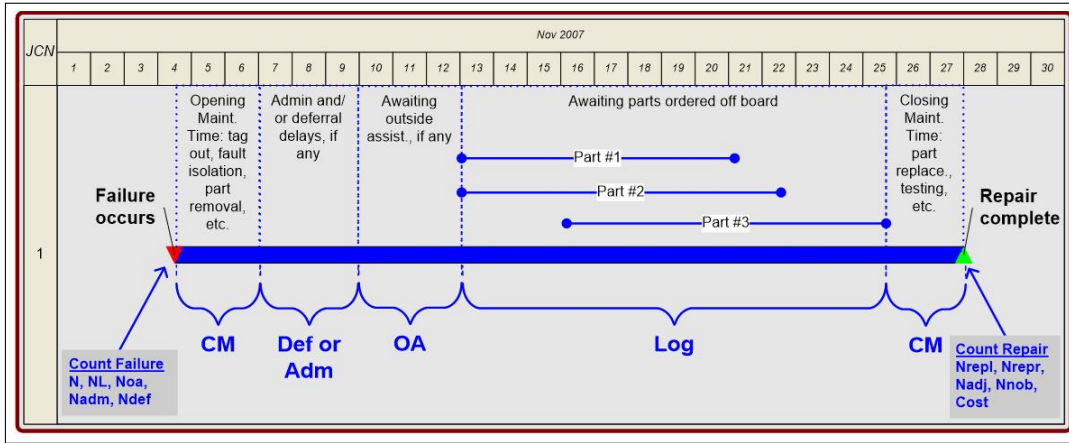 JCN
Nov 2007
1 2 3 4 5 6 7 8 9 10 11 12 13 14 15 16 17 18 19 20 21 22 23 24 25 26 27 28 29 30
Opening
Maint.
Time: tag
out, fault
isolation,
part
removal,
etc.
Admin and/
or deferral
delays, if
any
Awaiting
outside
assist., if any
Awaiting parts ordered off board
Closing
Maint.
Time:
part
replace.,
testing,
etc.
Part #1
Part #2
Part #3
Failure
occurs
Repair
complete
1
CM
Def or
Adm
OA
Log
CM
Count Failure
N, NL, Noa,
Nadm, Ndef
Count Repair
Nrepl, Nrepr,
Nadj, Nnob,
Cost